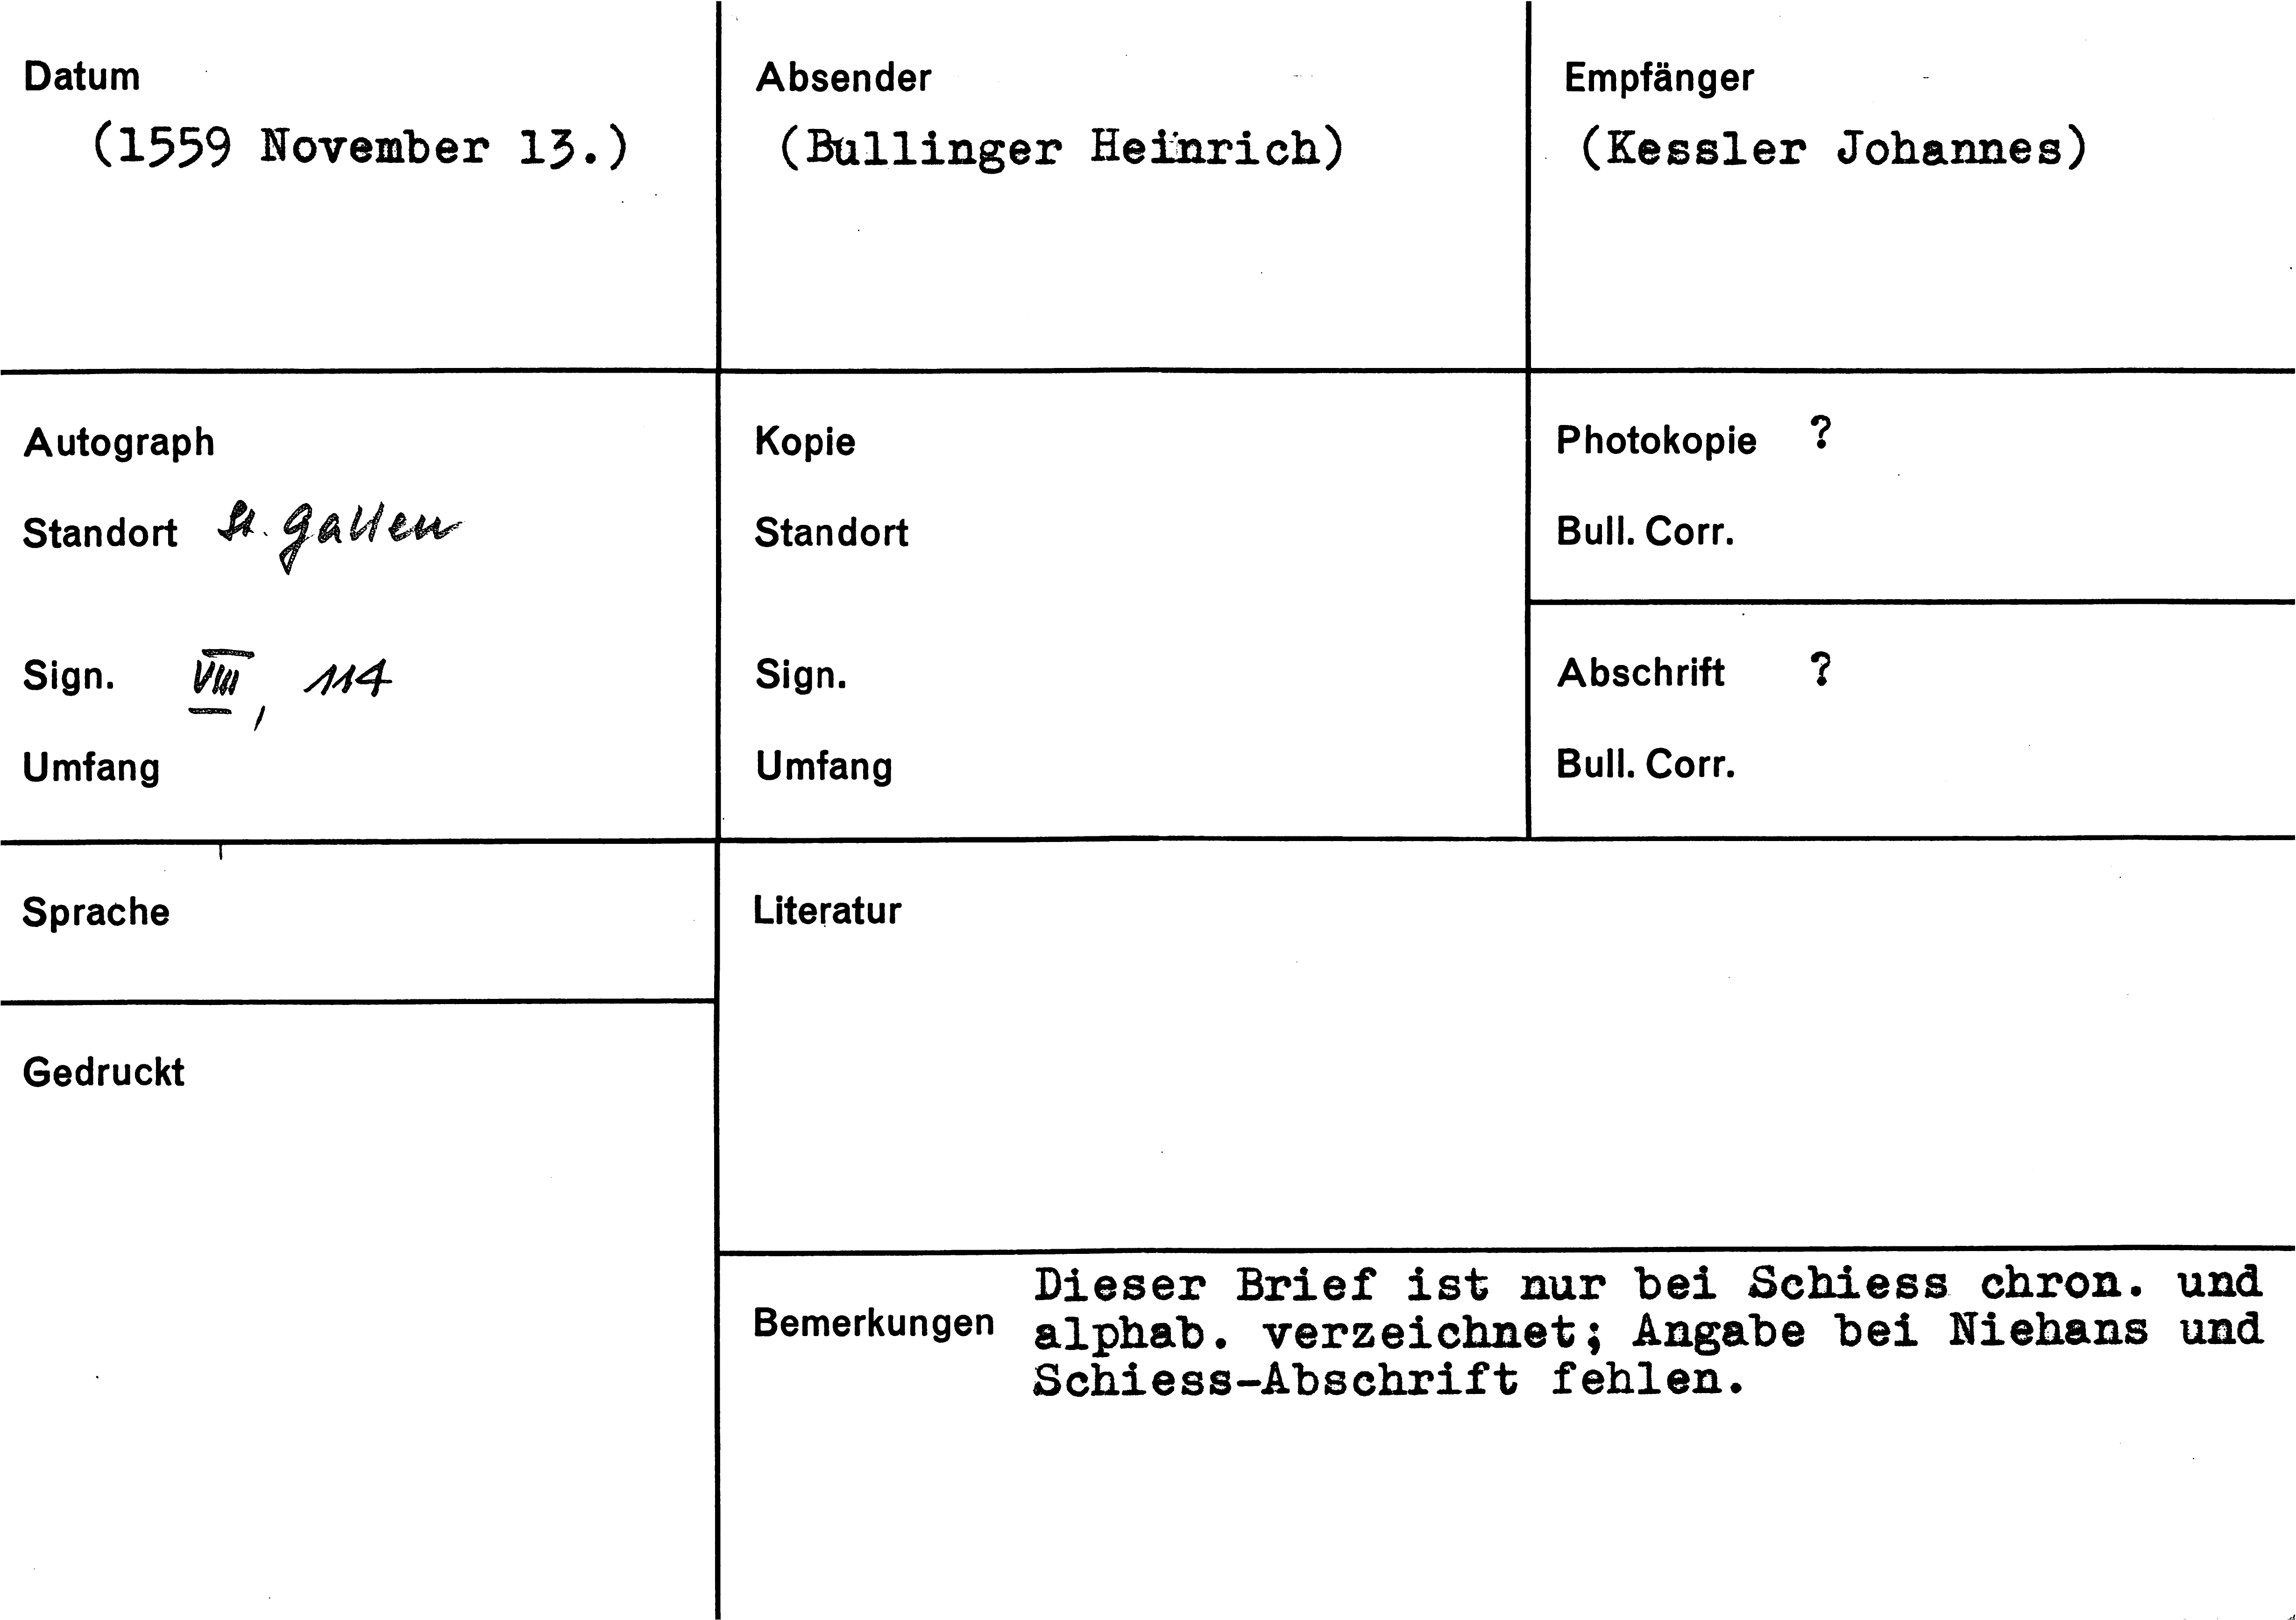 Datum
(1559 November 13.)
Absender
(Bullinger Heinrich)
Empfänger
(Kessler Johannes)
Autograph
Standort St. Gallen
Sign. VIII, 114
Umfang
Kopie
Standort
Sign.
Umfang
Photokopie ?
Bull. Corr.
Abschrift ?
Bull. Corr.
Sprache
Gedruckt
Literatur
Bemerkungen
Dieser Brief ist nur bei Schiess chron. und
alphab. verzeichnet; Angabe bei Niehans und
Schiess-Abschrift fehlen.